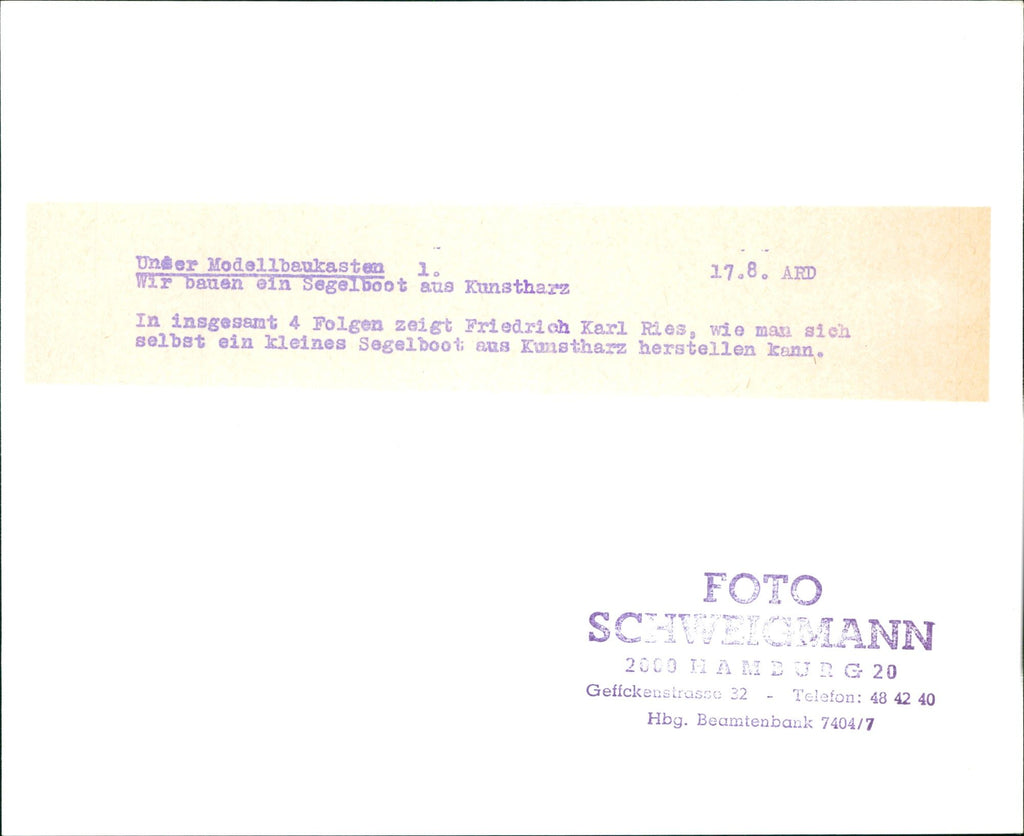 Unser Modellbaukasten 1. 17.8. ARD
Wir bauen ein Segelboot aus Kunstharz
In insgesamt 4 Folgen zeigt Friedrich Karl Ries, wie man sich
selbst ein kleines Segelboot aus Kunstharz herstellen kann.
FOTO
SCHWEIGMANN
2000 HAMBURG 20
Geffckenstrasse 32 - Telefon: 48 42 40
Hbg. Beamtenbank 7404/7